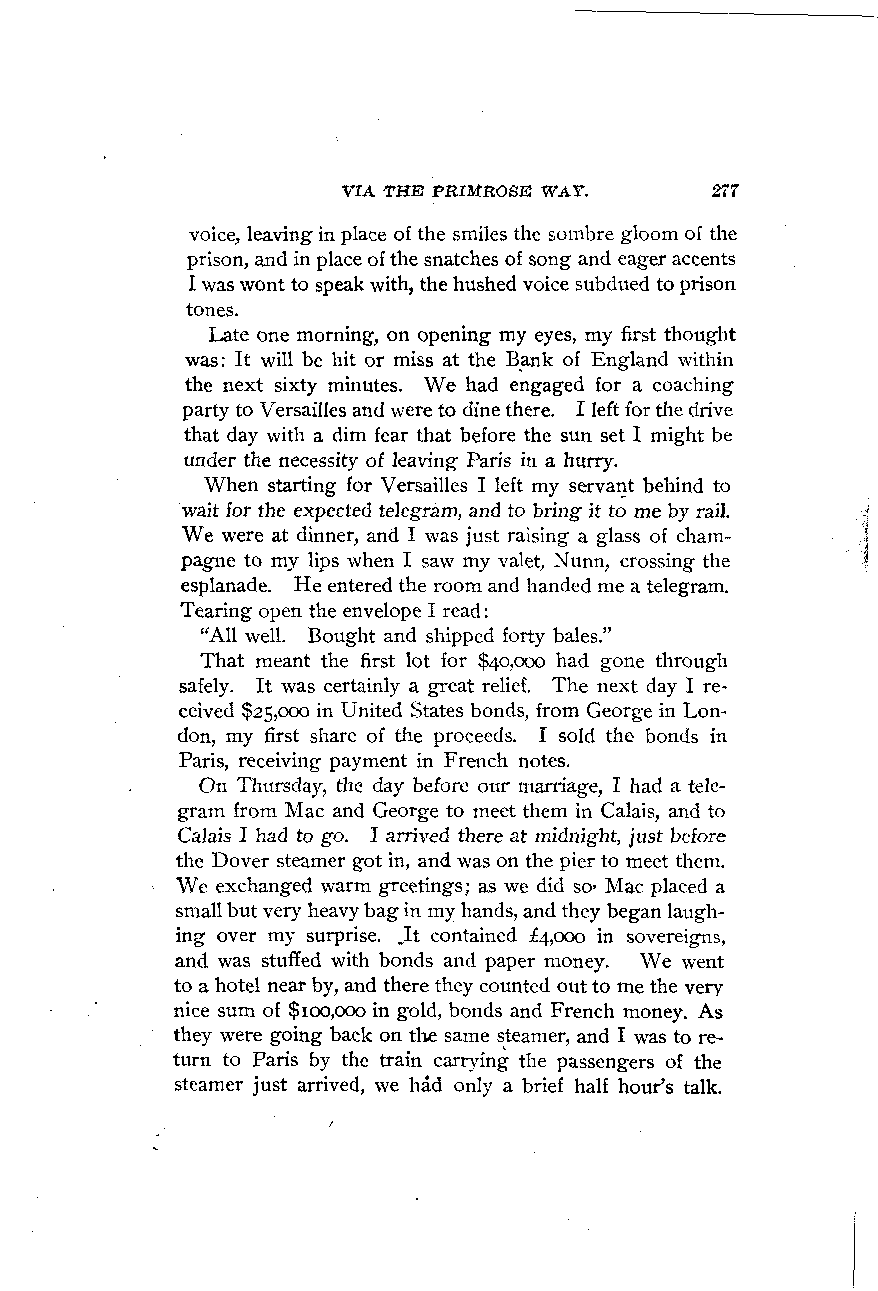 VIA THE PRIMROSE WAY. 277
voice, leaving in place of the smiles the sombre gloom of the
prison, and in place of the snatches of song and eager accents
I was wont to speak with, the hushed voice subdued to prison
tones.
Late one morning, on opening my eyes, my first thought
was: It will be hit or miss at the Bank of England within
the next sixty minutes. We had engaged for a coaching
party to Versailles and were to dine there. I left for the drive
that day with a dim fear that before the sun set I might be
under the necessity of leaving Paris in a hurry.
When starting for Versailles I left my servant behind to
wait for the expected telegram, and to bring it to me by rail.
We were at dinner, and I was just raising a glass of cham-
pagne to my lips when I saw my valet, Nunn, crossing the
esplanade. He entered the room and handed me a telegram.
Tearing open the envelope I read:
"All well. Bought and shipped forty bales."
That meant the first lot for $40,000 had gone through
safely. It was certainly a great relief. The next day I re-
ceived $25,000 in United States bonds, from George in Lon-
don, my first share of the proceeds. I sold the bonds in
Paris, receiving payment in French notes.
On Thursday, the day before our marriage, I had a tele-
gram from Mac and George to meet them in Calais, and to
Calais I had to go. I arrived there at midnight, just before
the Dover steamer got in, and was on the pier to meet them.
We exchanged warm greetings; as we did so, Mac placed a
small but very heavy bag in my hands, and they began laugh-
ing over my surprise. It contained £4,000 in sovereigns,
and was stuffed with bonds and paper money. We went
to a hotel near by, and there they counted out to me the very
nice sum of $100,000 in gold, bonds and French money. As
they were going back on the same steamer, and I was to re-
turn to Paris by the train carrying the passengers of the
steamer just arrived, we had only a brief half hour's talk.